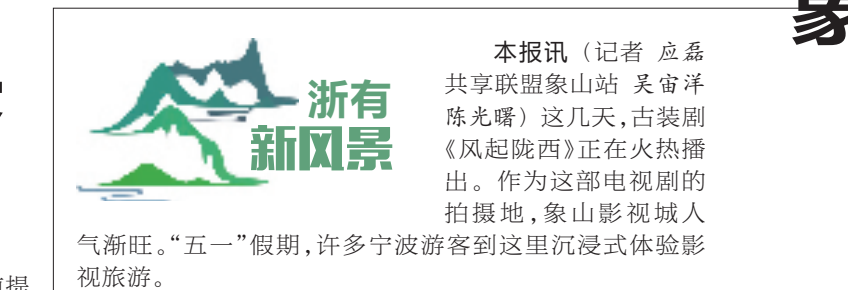 浙有
新风景
本报讯（记者 应磊
共享联盟象山站 吴宙洋
陈光曙）这几天,古装剧
《风起陇西》正在火热播
出。作为这部电视剧的
拍摄地,象山影视城人
气渐旺。“五一”假期,许多宁波游客到这里沉浸式体验影
视旅游。